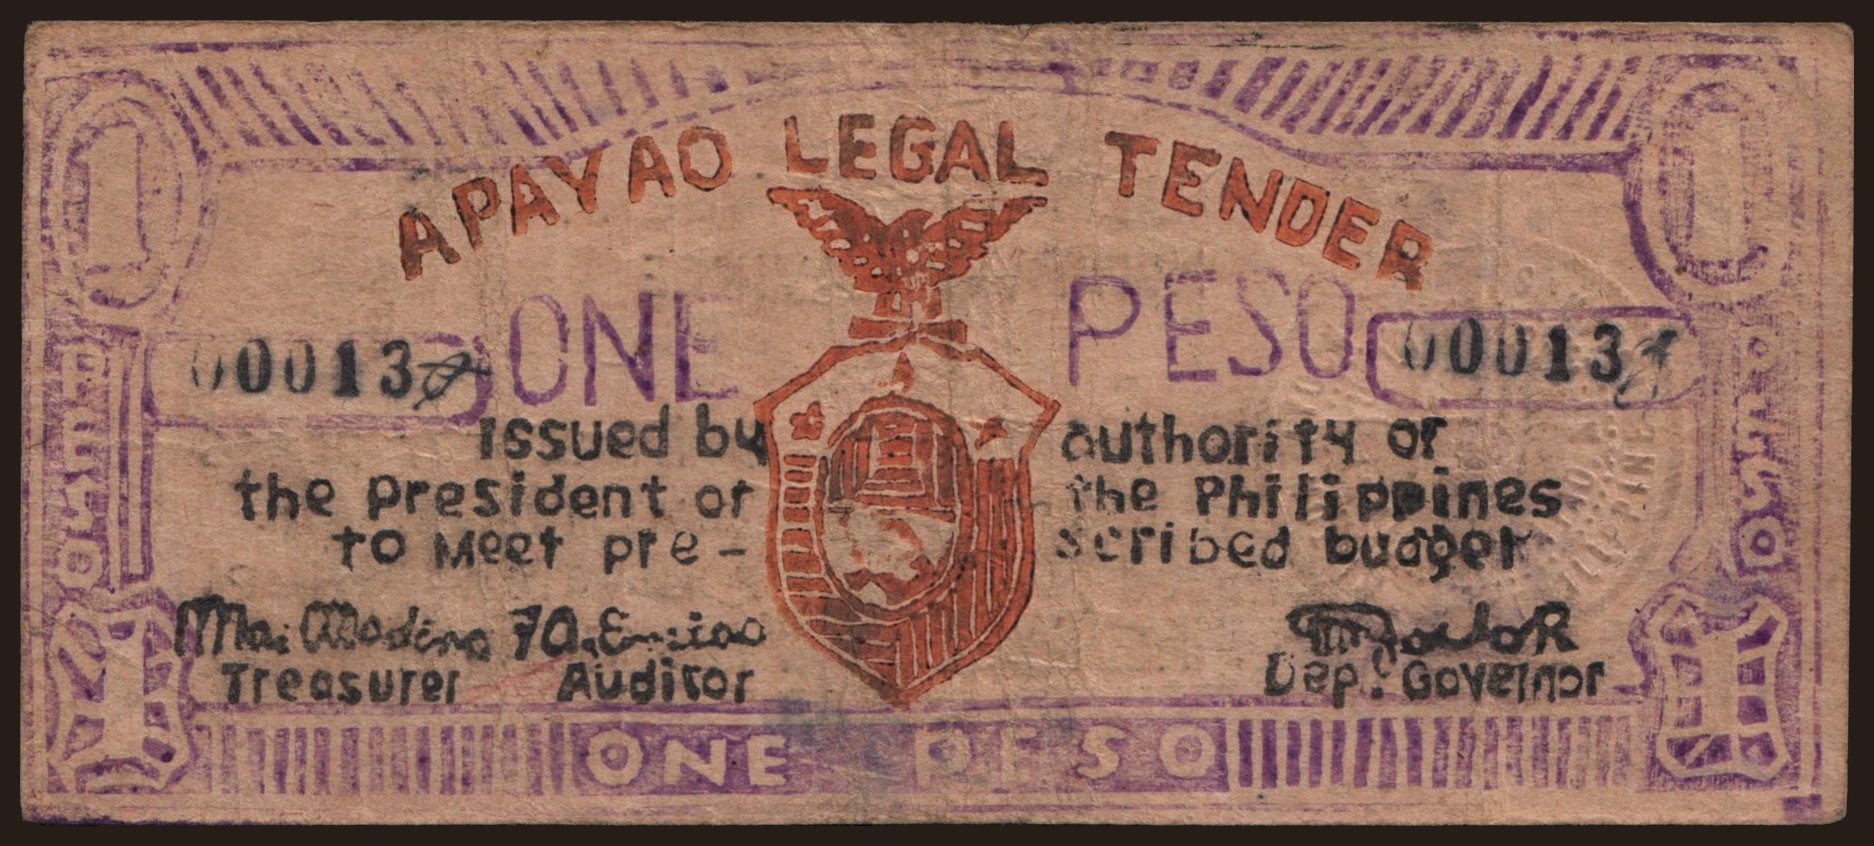 APAYAO LEGAL TENDER
ONE PESO
00013
00013
issued by authority of
the President of the Philippines
to meet pre- scribed budget
Treasurer Auditor Dep. Governor
ONE PESO